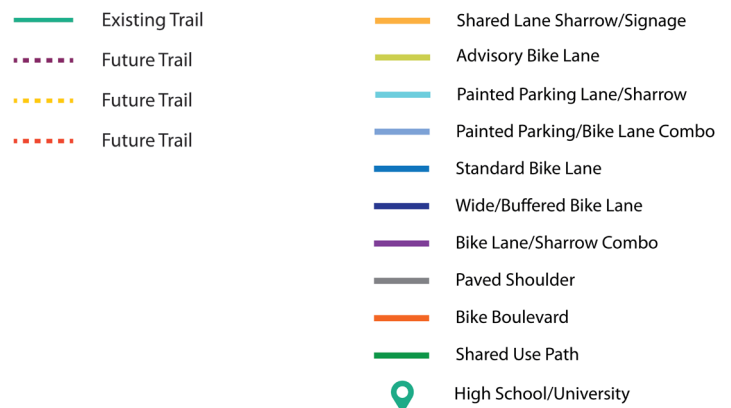 Existing Trail
Future Trail
Future Trail
Future Trail
Shared Lane Sharrow/Signage
Advisory Bike Lane
Painted Parking Lane/Sharrow
Painted Parking/Bike Lane Combo
Standard Bike Lane
Wide/Buffered Bike Lane
Bike Lane/Sharrow Combo
Paved Shoulder
Bike Boulevard
Shared Use Path
High School/University